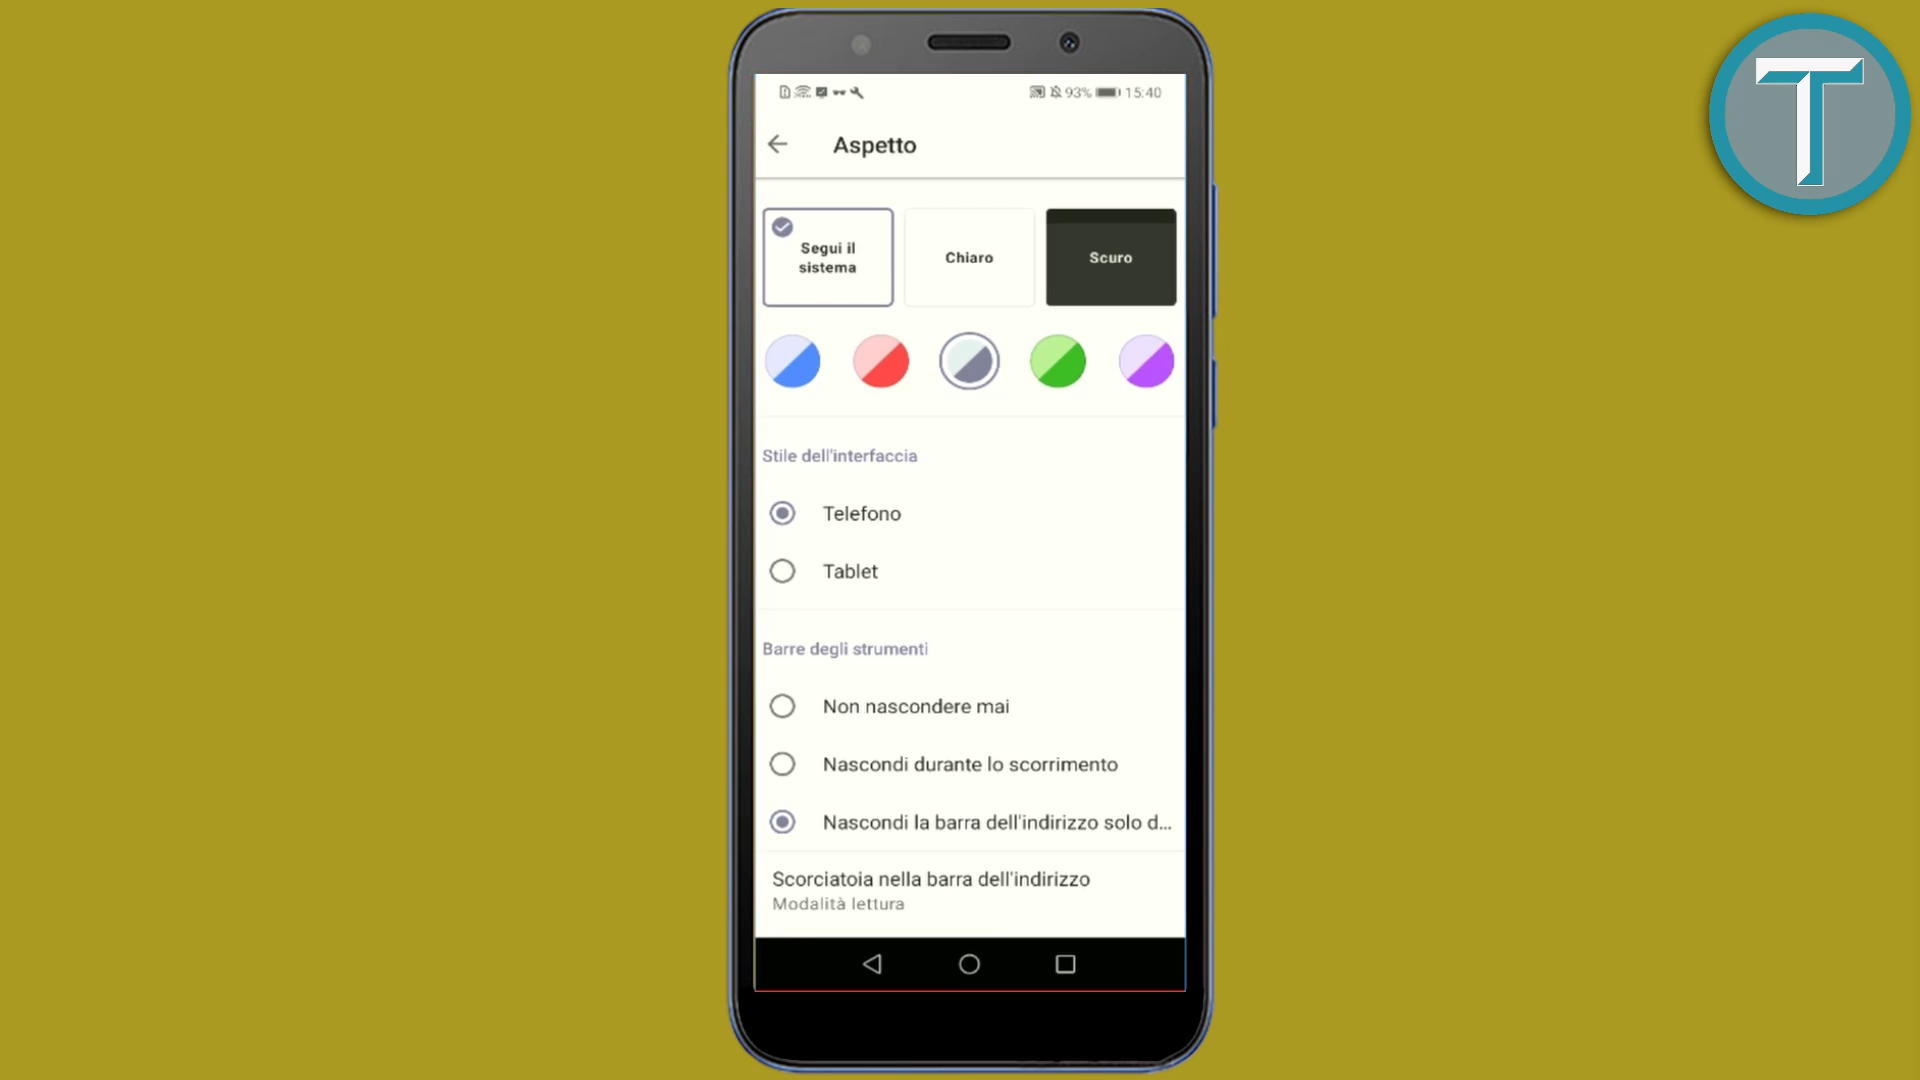 93% 15:40
Aspetto
Segui il
sistema
Chiaro
Scuro
Stile dell'interfaccia
Telefono
Tablet
Barre degli strumenti
Non nascondere mai
Nascondi durante lo scorrimento
Nascondi la barra dell'indirizzo solo d...
Scorciatoia nella barra dell'indirizzo
Modalità lettura
T